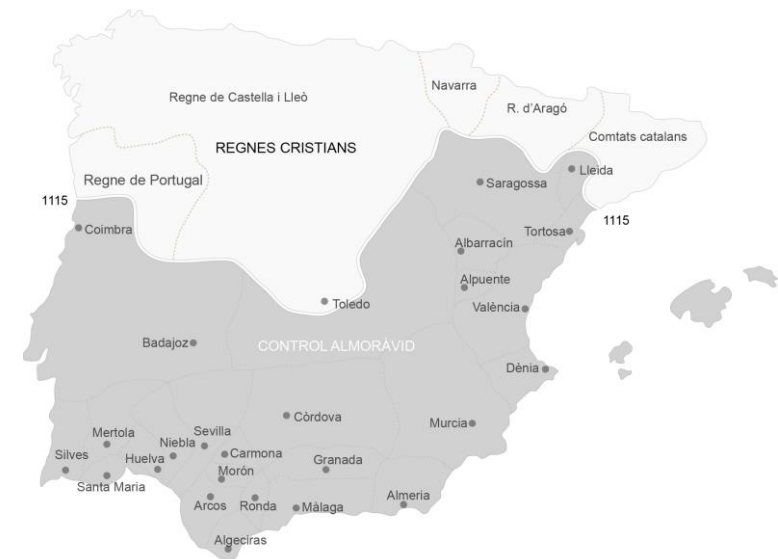 Navarra
Regne de Castella i Lleò
R. d'Aragó
Comtats catalans
REGNES CRISTIANS
Lleida
Regne de Portugal
Saragossa
1115
1115
Coimbra
Tortosa
Albarracín
Alpuente
Toledo
València
Badajoz
CONTROL ALMORÀVID
Dènia
Còrdova
Murcia
Mertola
Sevilla
Niebla
Silves
Huelva
Carmona
Granada
Morón
Santa Maria
Almeria
Arcos
Ronda
Màlaga
Algeciras